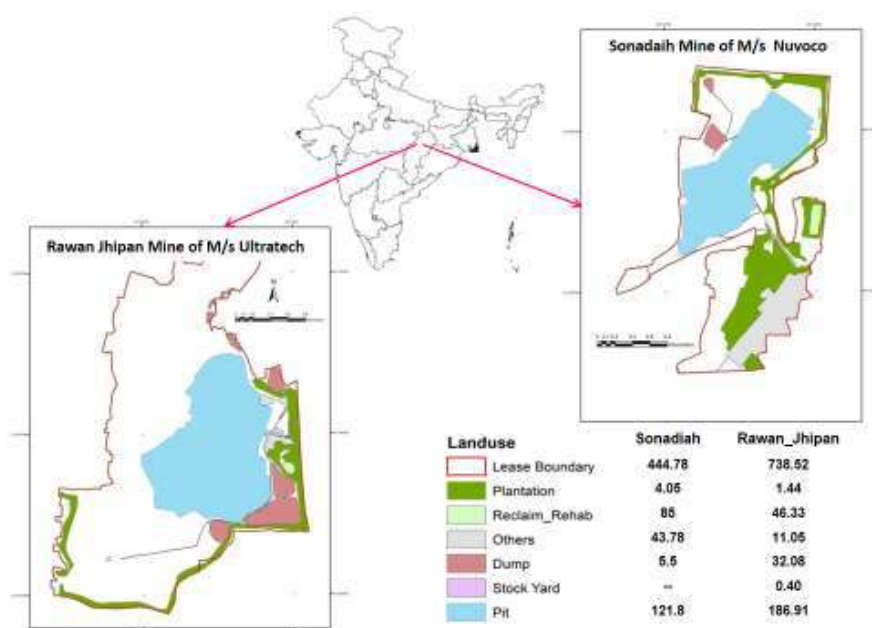 Sonadaih Mine of M/s Nuvoco
Rawan Jhipan Mine of M/s Ultratech
N
Landuse Sonadiah Rawan_Jhipan
Lease Boundary 444.78 738.52
Plantation 4.05 1.44
Reclaim_Rehab 85 46.33
Others 43.78 11.05
Dump 5.5 32.08
Stock Yard -- 0.40
Pit 121.8 186.91